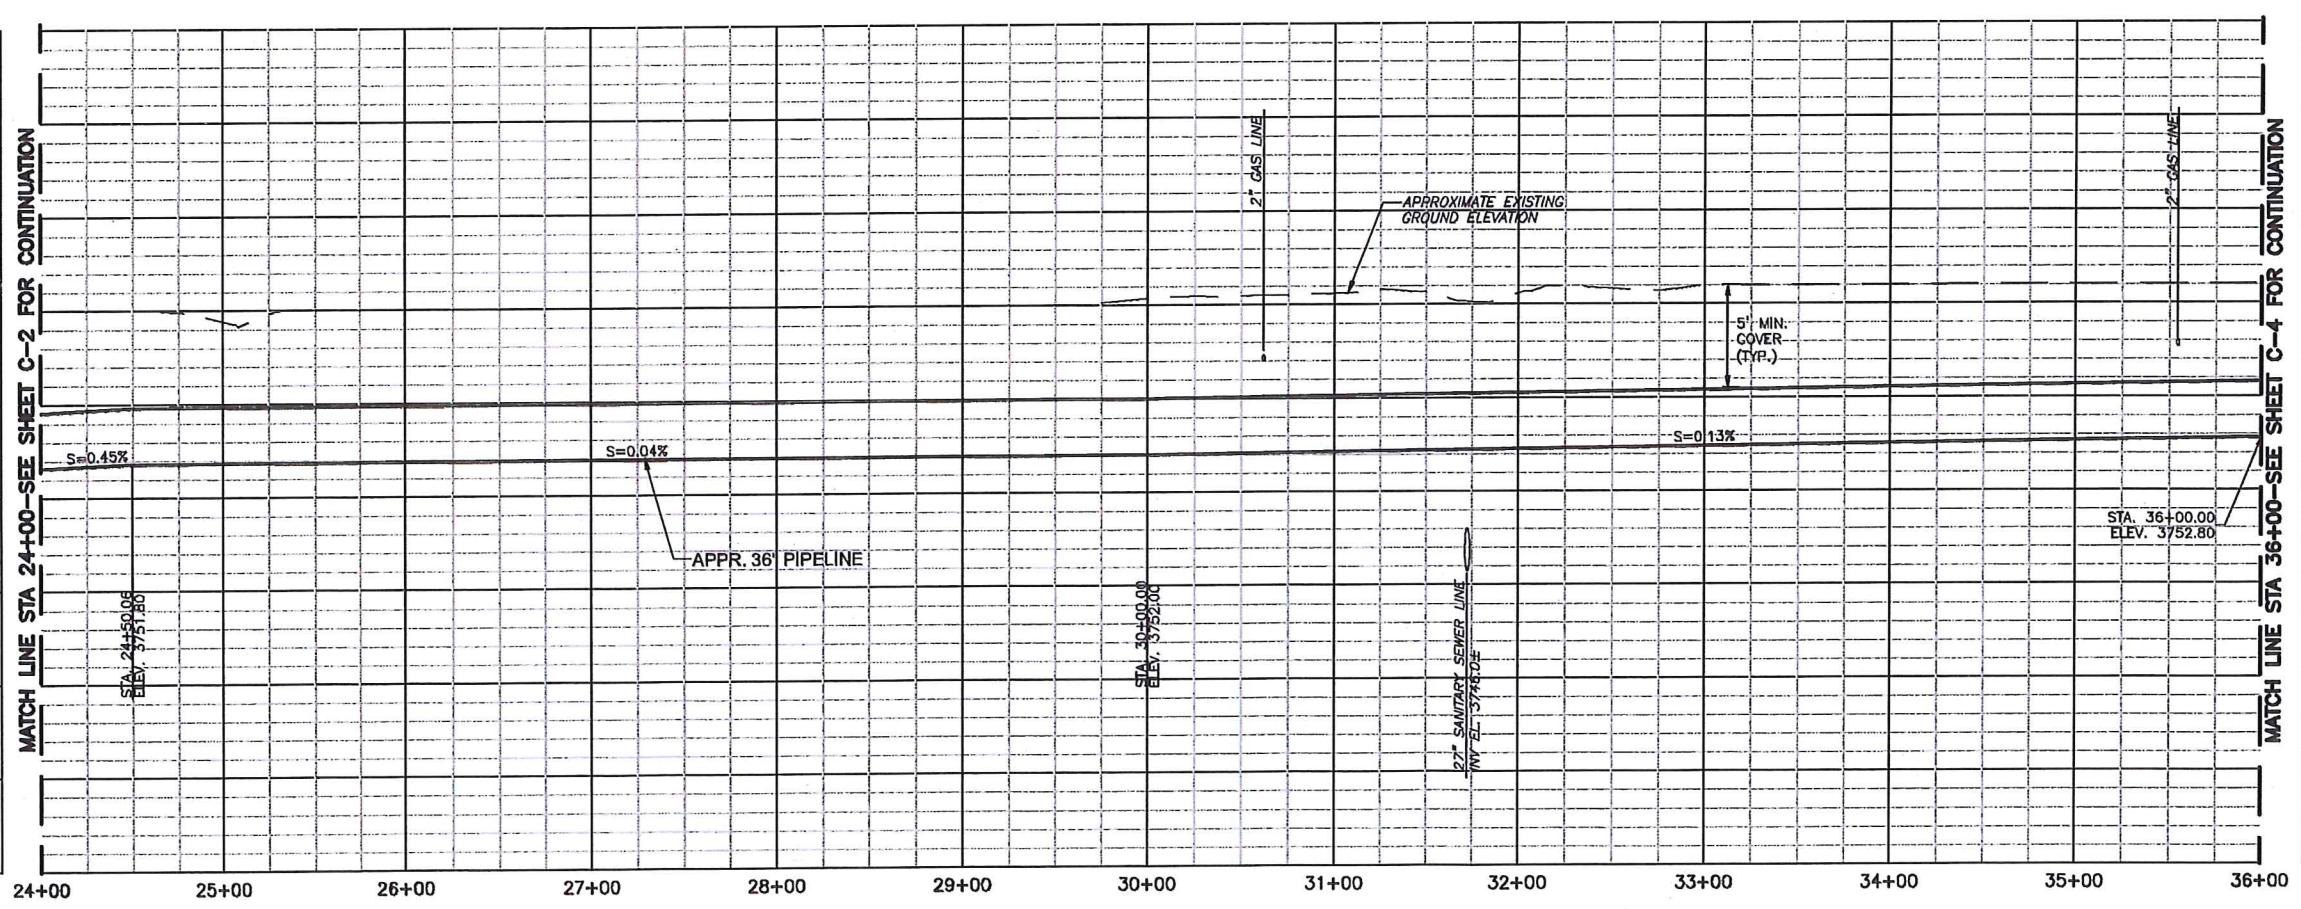 MATCH LINE STA 24+00-SEE SHEET C-2 FOR CONTINUATION
2" GAS LINE
APPROXIMATE EXISTING
GROUND ELEVATION
2" GAS LINE
5' MIN.
COVER
(TYP.)
S=0.45%
S=0.04%
S=0.13%
APPR. 36' PIPELINE
STA. 24+50.06
ELEV. 3751.80
STA. 30+00.00
ELEV. 3752.00
27" SANITARY SEWER LINE
INV EL. 3746.0±
STA. 36+00.00
ELEV. 3752.80
MATCH LINE STA 36+00-SEE SHEET C-4 FOR CONTINUATION
24+00 25+00 26+00 27+00 28+00 29+00 30+00 31+00 32+00 33+00 34+00 35+00 36+00